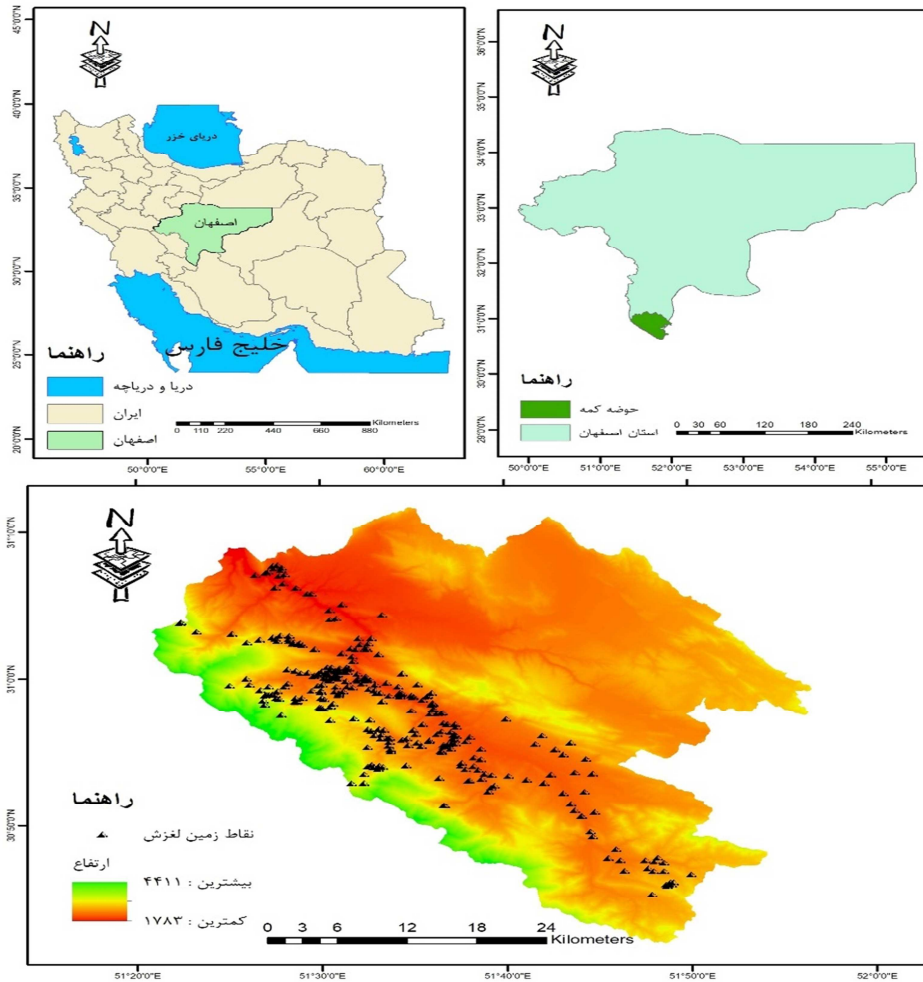 N
45°0'0"N
40°0'0"N
35°0'0"N
30°0'0"N
25°0'0"N
20°0'0"N
دریای خزر
اصفهان
خلیج فارس
راهنما
دریا و دریاچه
ایران
اصفهان
0 110 220 440 660 880
Kilometers
50°0'0"E 55°0'0"E 60°0'0"E
N
36°0'0"N
35°0'0"N
34°0'0"N
33°0'0"N
32°0'0"N
31°0'0"N
30°0'0"N
29°0'0"N
راهنما
حوضه کمه
استان اسفهان
0 30 60 120 180 240
Kilometers
50°0'0"E 51°0'0"E 52°0'0"E 53°0'0"E 54°0'0"E 55°0'0"E
N
31°10'0"N
31°0'0"N
30°50'0"N
راهنما
نقاط زمین لغزش
ارتفاع
بیشترین : ۴۴۱۱
کمترین : ۱۷۸۳
0 3 6 12 18 24
Kilometers
51°20'0"E 51°30'0"E 51°40'0"E 51°50'0"E 52°0'0"E